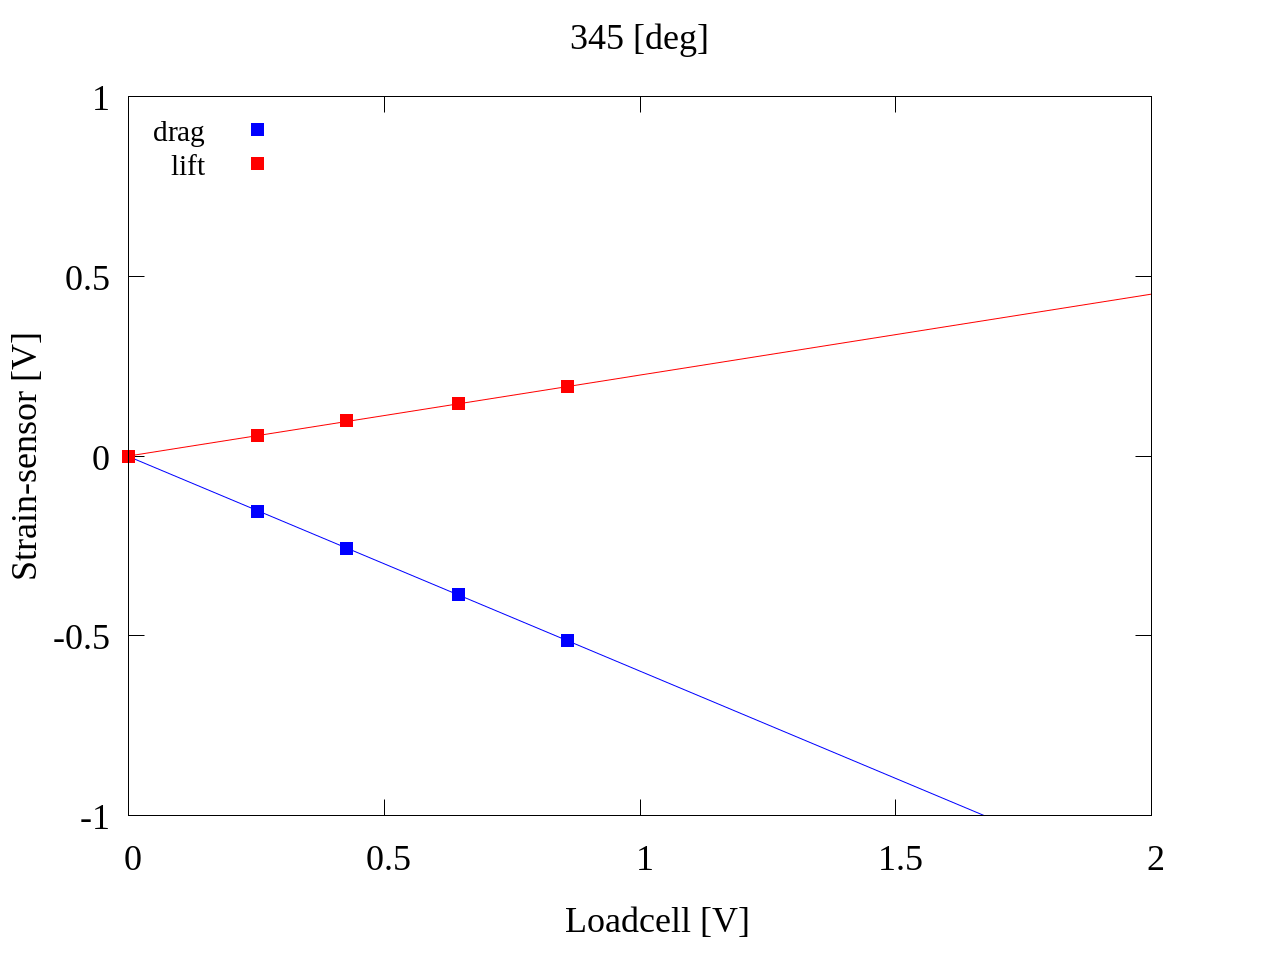 345 [deg]
1
drag
lift
0.5
0
-0.5
-1
Strain-sensor [V]
0 0.5 1 1.5 2
Loadcell [V]